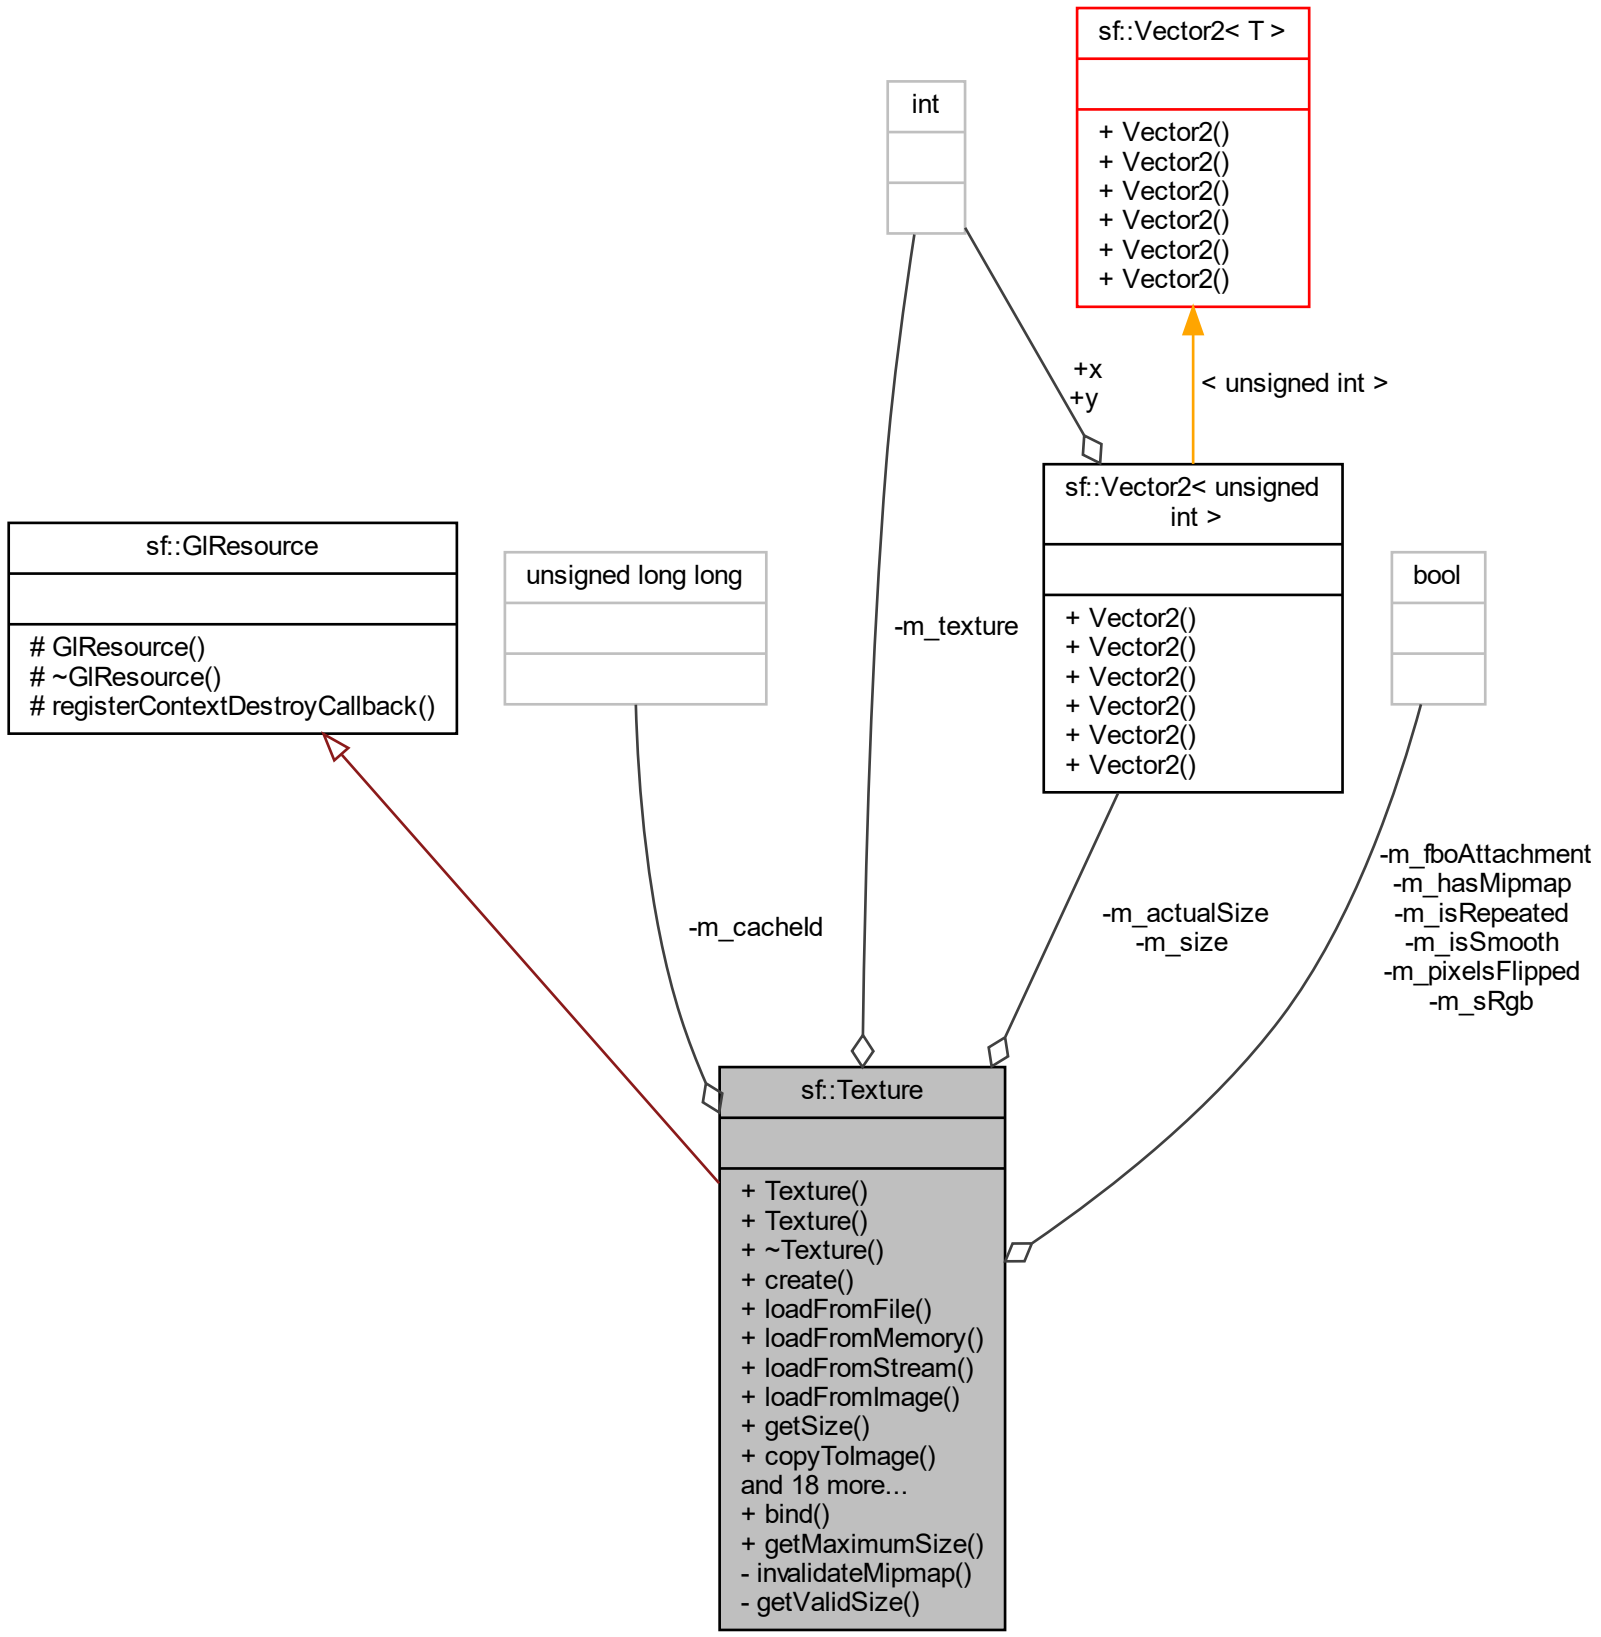 sf::Vector2< T >
+ Vector2()
+ Vector2()
+ Vector2()
+ Vector2()
+ Vector2()
+ Vector2()
int
+x
+y
< unsigned int >
sf::Vector2< unsigned
int >
+ Vector2()
+ Vector2()
+ Vector2()
+ Vector2()
+ Vector2()
+ Vector2()
sf::GlResource
# GlResource()
# ~GlResource()
# registerContextDestroyCallback()
unsigned long long
bool
-m_texture
-m_cacheId
-m_actualSize
-m_size
-m_fboAttachment
-m_hasMipmap
-m_isRepeated
-m_isSmooth
-m_pixelsFlipped
-m_sRgb
sf::Texture
+ Texture()
+ Texture()
+ ~Texture()
+ create()
+ loadFromFile()
+ loadFromMemory()
+ loadFromStream()
+ loadFromImage()
+ getSize()
+ copyToImage()
and 18 more...
+ bind()
+ getMaximumSize()
- invalidateMipmap()
- getValidSize()